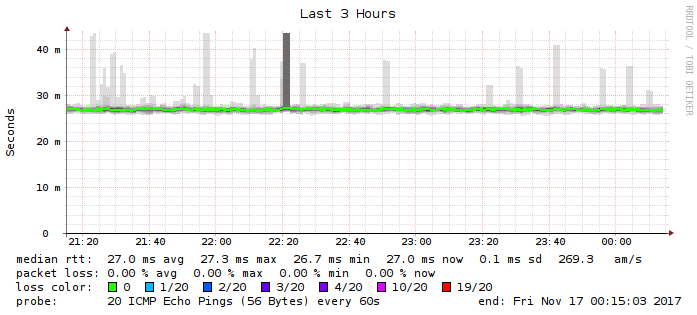 Last 3 Hours
RRDTOOL / TOBI OETIKER
Seconds
40 m
30 m
20 m
10 m
0
21:20 21:40 22:00 22:20 22:40 23:00 23:20 23:40 00:00
median rtt: 27.0 ms avg 27.3 ms max 26.7 ms min 27.0 ms now 0.1 ms sd 269.3 am/s
packet loss: 0.00 % avg 0.00 % max 0.00 % min 0.00 % now
loss color: 0 1/20 2/20 3/20 4/20 10/20 19/20
probe: 20 ICMP Echo Pings (56 Bytes) every 60s end: Fri Nov 17 00:15:03 2017